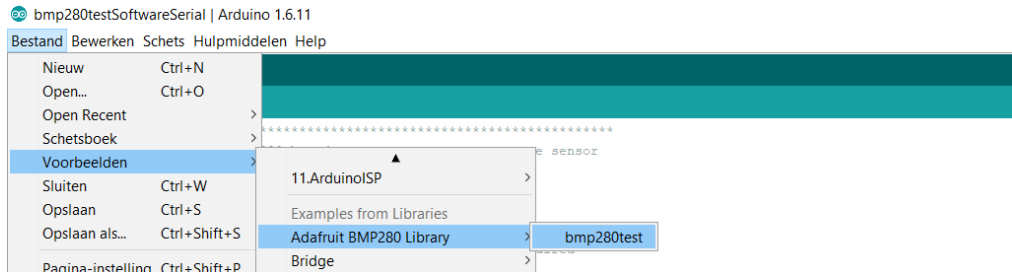 bmp280testSoftwareSerial | Arduino 1.6.11
Bestand Bewerken Schets Hulpmiddelen Help
Nieuw Ctrl+N
Open... Ctrl+O
Open Recent
Schetsboek
Voorbeelden
Sluiten Ctrl+W
Opslaan Ctrl+S
Opslaan als... Ctrl+Shift+S
Pagina-instelling Ctrl+Shift+P
*********************************************
e sensor
11.ArduinoISP
Examples from Libraries
Adafruit BMP280 Library
Bridge
bmp280test